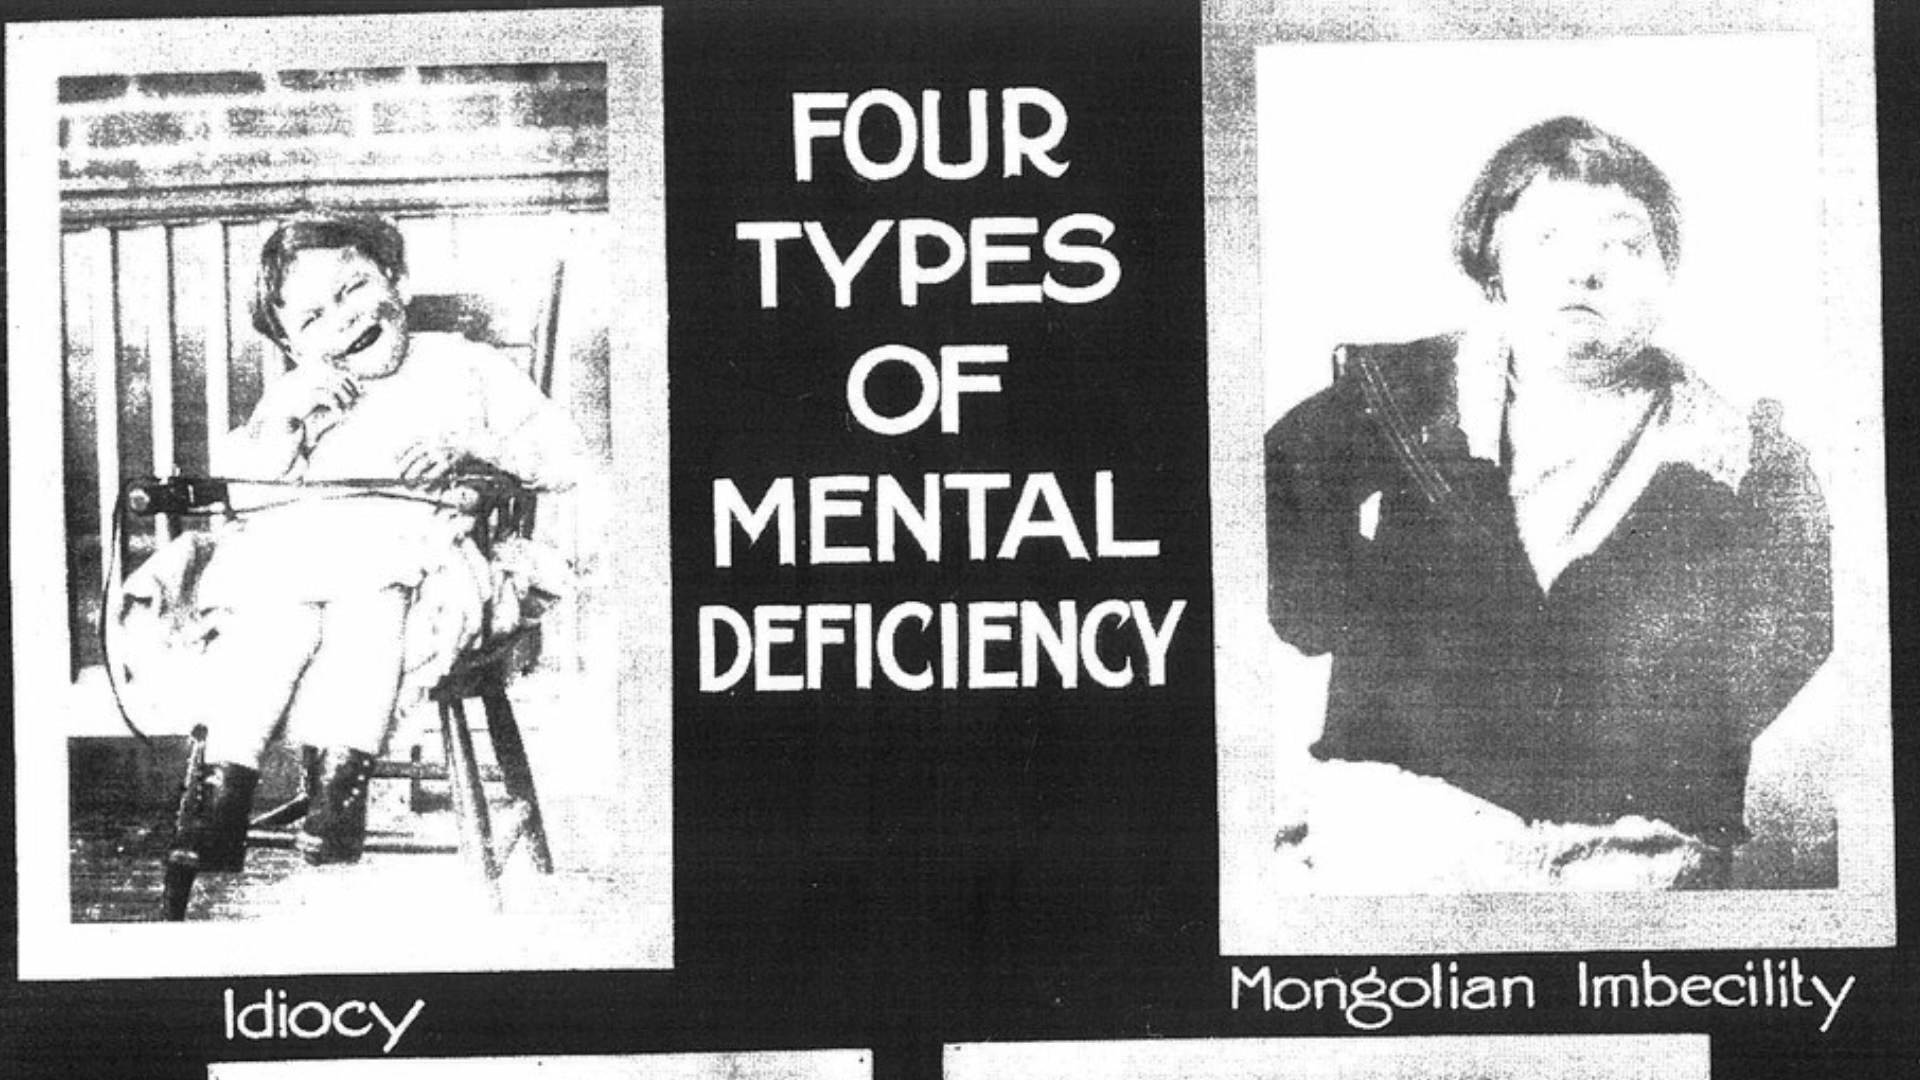 FOUR
TYPES
OF
MENTAL
DEFICIENCY
Idiocy
Mongolian Imbecility